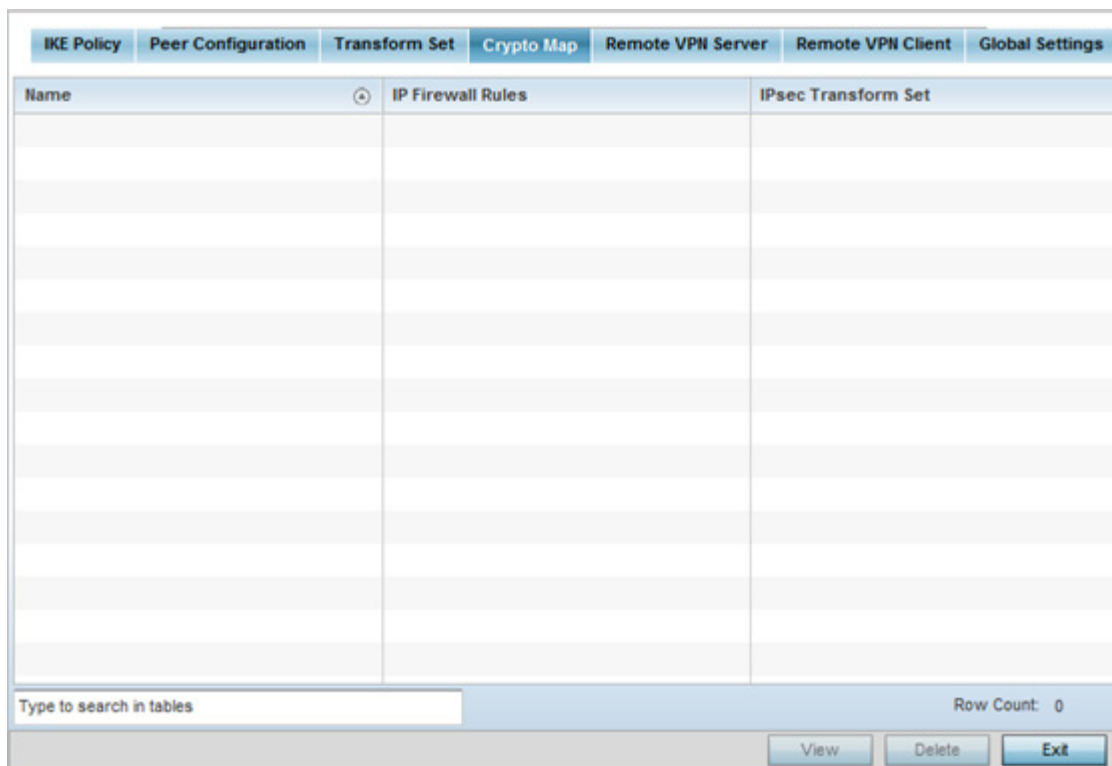 IKE Policy Peer Configuration Transform Set Crypto Map Remote VPN Server Remote VPN Client Global Settings
Name IP Firewall Rules IPsec Transform Set
Type to search in tables Row Count: 0
View Delete Exit